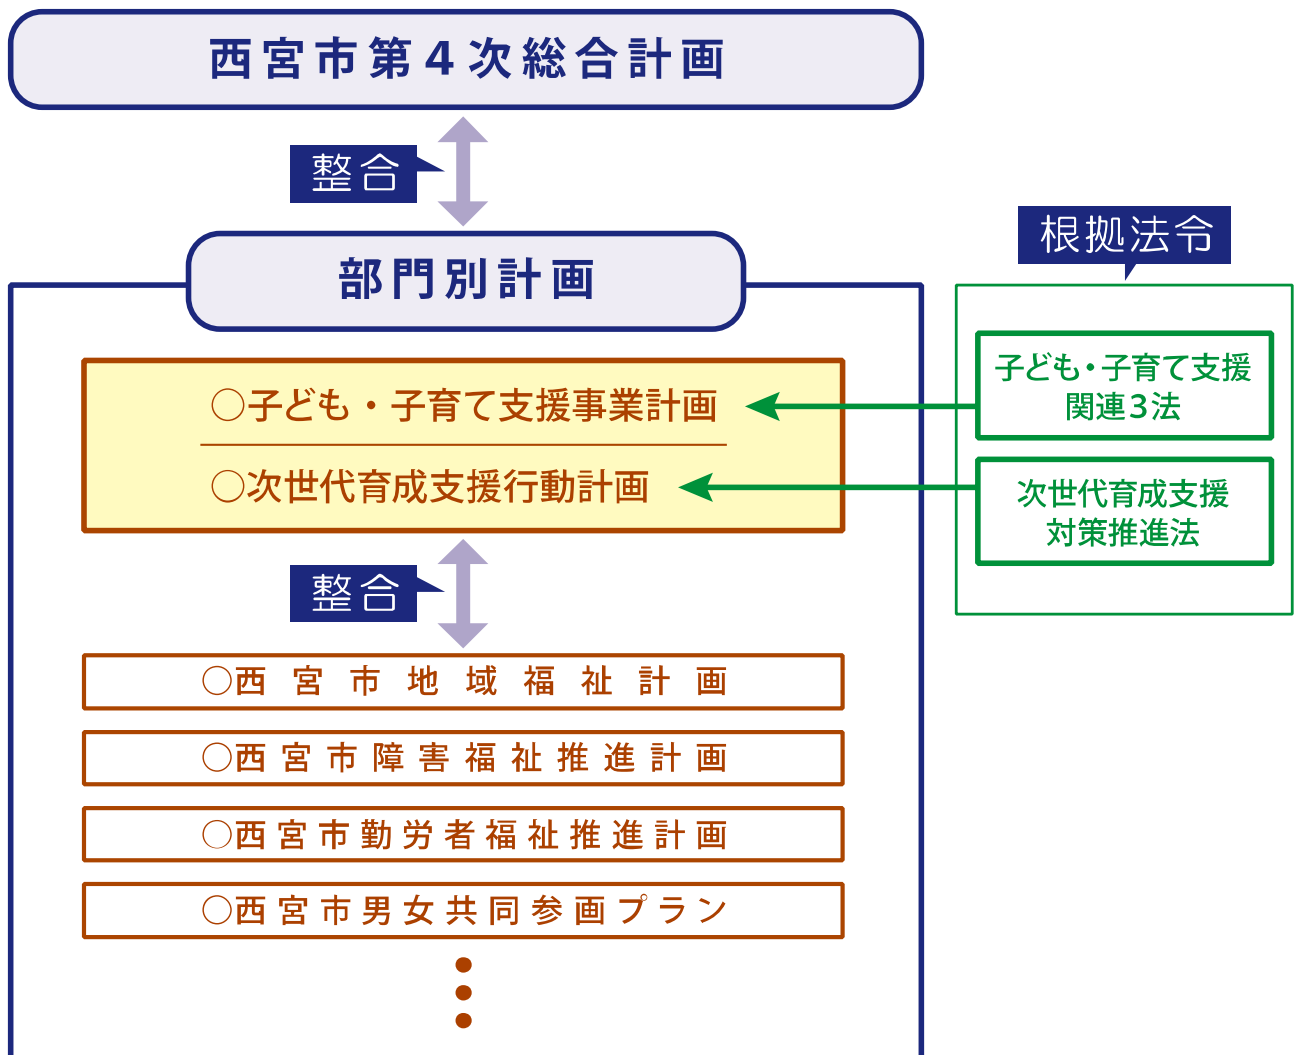 西宮市第4次総合計画
整合
部門別計画
根拠法令
○子ども・子育て支援事業計画
○次世代育成支援行動計画
子ども・子育て支援
関連3法
次世代育成支援
対策推進法
整合
○西宮市地域福祉計画
○西宮市障害福祉推進計画
○西宮市勤労者福祉推進計画
○西宮市男女共同参画プラン